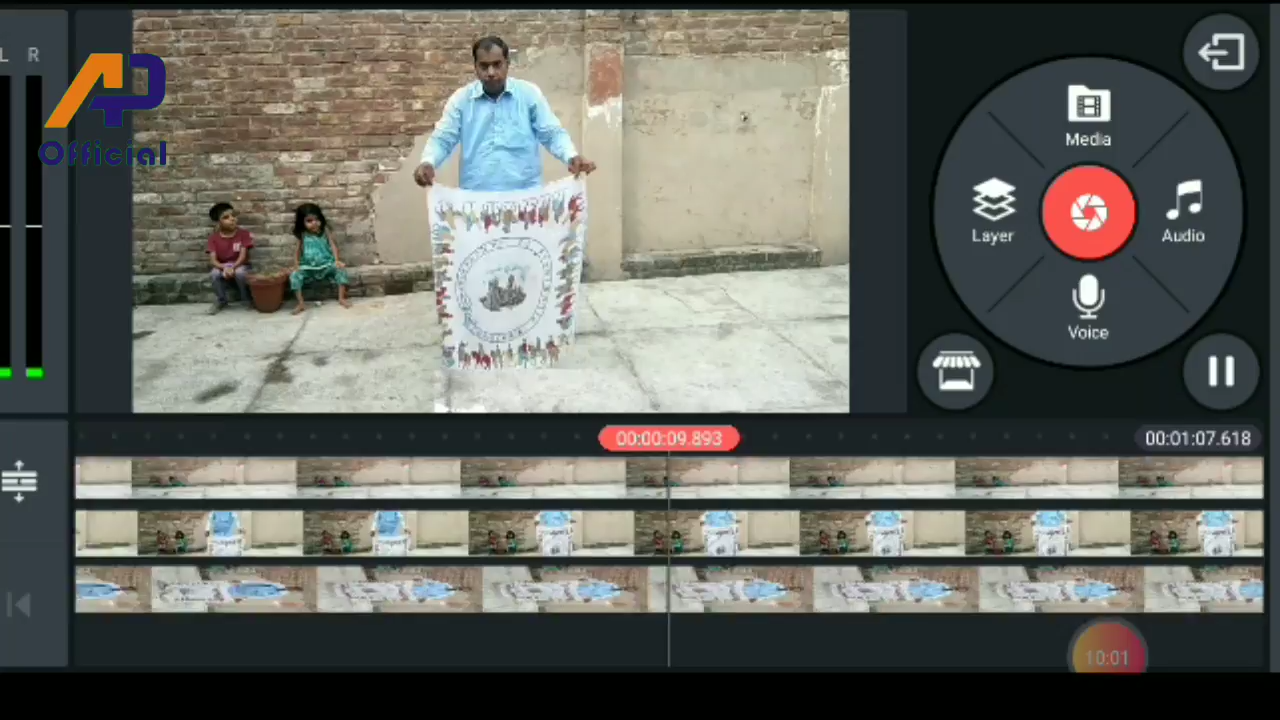 L R
AP
Official
Media
Layer
Audio
Voice
00:00:09.893
00:01:07.618
10:01